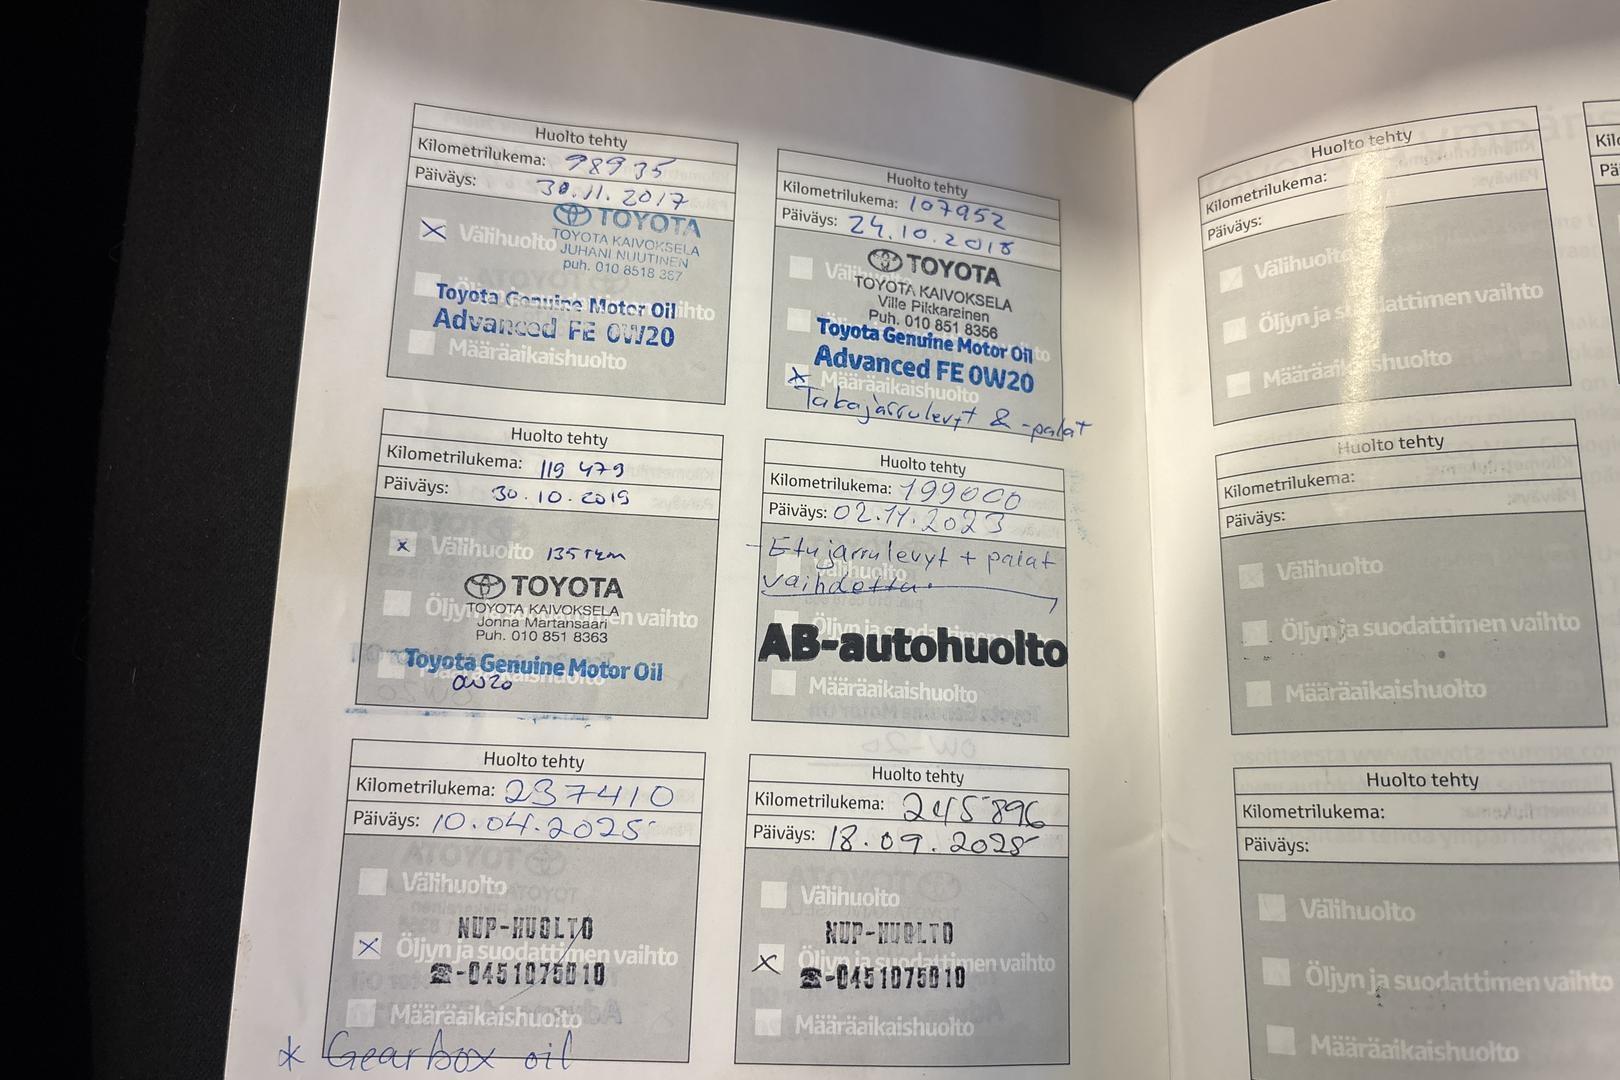 Huolto tehty
Kilometrilukema: 98935
Päiväys: 30.11.2017
TOYOTA
Välihuolto
TOYOTA KAIVOKSELA
JUHANI NUUTINEN
puh. 010 8518 367
Toyota Genuine Motor Oil
Advanced FE 0W20
Määräaikaishuolto
Huolto tehty
Kilometrilukema: 107952
Päiväys: 24.10.2018
TOYOTA
TOYOTA KAIVOKSELA
Ville Pikkareinen
Puh. 010 851 8356
Toyota Genuine Motor Oil
Advanced FE 0W20
Määräaikaishuolto
Takajarrulevyt & -palat
Huolto tehty
Kilometrilukema: 119 479
Päiväys: 30.10.2019
Välihuolto 135 tkm
TOYOTA
Öljyn ja suodattimen vaihto
TOYOTA KAIVOKSELA
Jonna Martansaari
Puh. 010 851 8363
Toyota Genuine Motor Oil
0W20
Huolto tehty
Kilometrilukema: 199000
Päiväys: 02.11.2023
- Etujarrulevyt + palat
Välihuolto
vaihdettu.
Öljyn ja suodattimen vaihto
AB-autohuolto
Määräaikaishuolto
Huolto tehty
Kilometrilukema: 237410
Päiväys: 10.04.2025
Välihuolto
NUP-HUOLTO
Öljyn ja suodattimen vaihto
☎-0451075010
Määräaikaishuolto
* Gearbox oil
Huolto tehty
Kilometrilukema: 245896
Päiväys: 18.09.2025
Välihuolto
NUP-HUOLTO
Öljyn ja suodattimen vaihto
☎-0451075010
Määräaikaishuolto
Huolto tehty
Kilometrilukema:
Päiväys:
Välihuolto
Öljyn ja suodattimen vaihto
Määräaikaishuolto
Huolto tehty
Kilometrilukema:
Päiväys:
Välihuolto
Öljyn ja suodattimen vaihto
Määräaikaishuolto
Huolto tehty
Kilometrilukema:
Päiväys:
Välihuolto
Öljyn ja suodattimen vaihto
Määräaikaishuolto